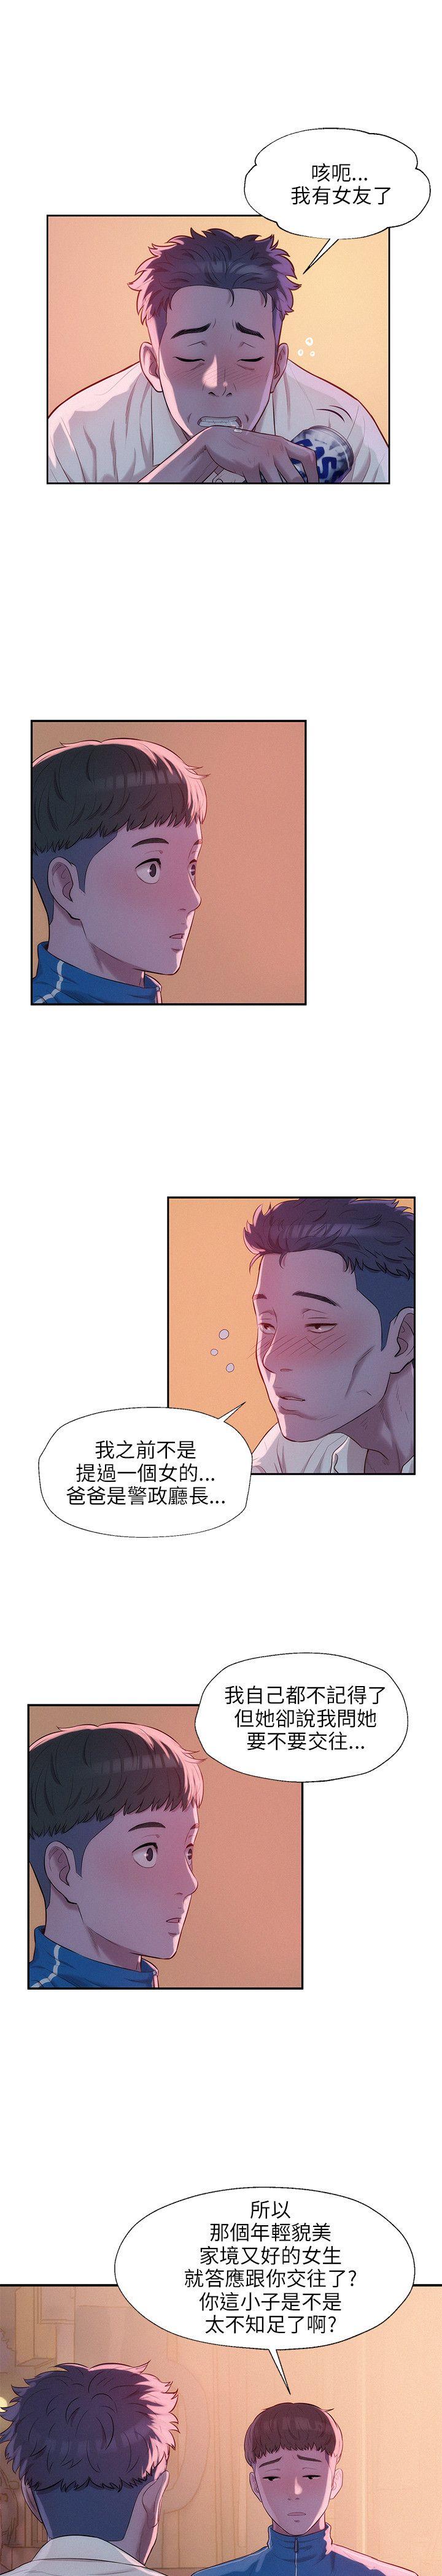 咳呃...
我有女友了
我之前不是
提過一個女的...
爸爸是警政廳長...
我自己都不記得了
但她卻說我問她
要不要交往...
所以
那個年輕貌美
家境又好的女生
就答應跟你交往了?
你這小子是不是
太不知足了啊?